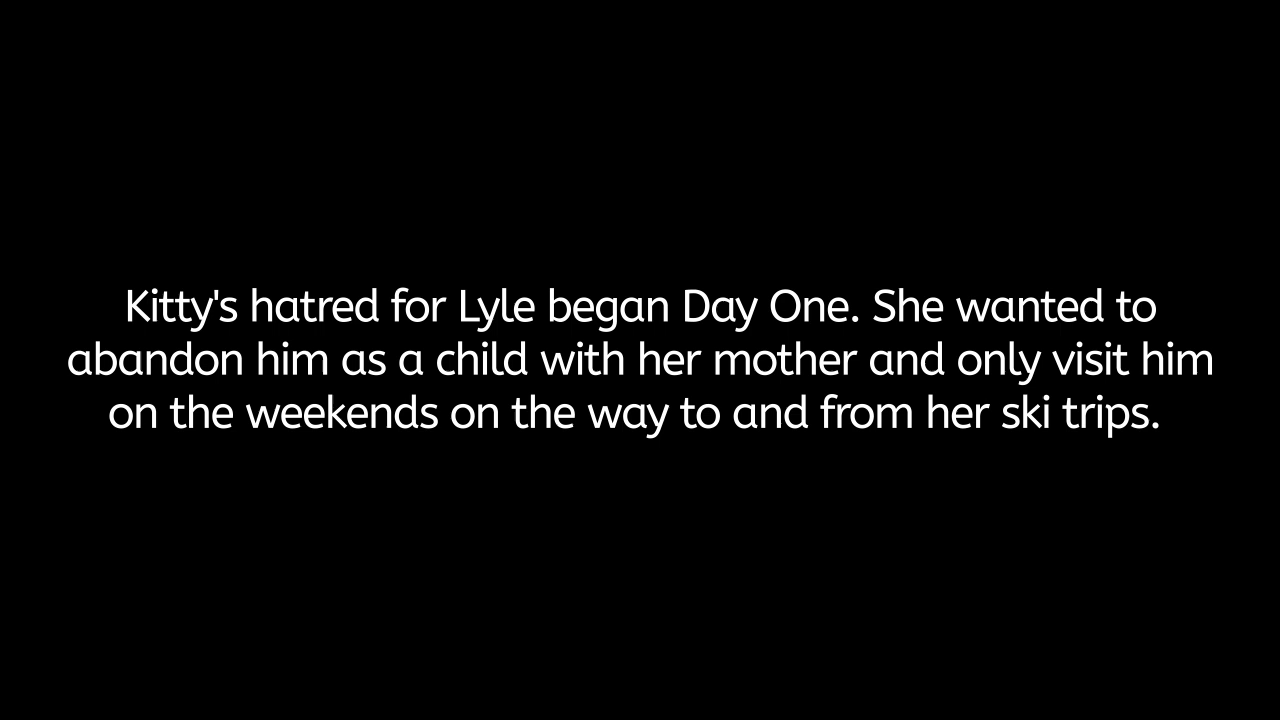 Kitty's hatred for Lyle began Day One. She wanted to
abandon him as a child with her mother and only visit him
on the weekends on the way to and from her ski trips.